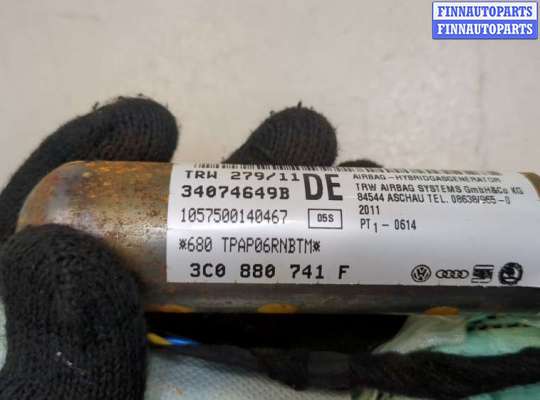 FINNAUTOPARTS
FINNAUTOPARTS
TRW 279/11
34074649B
DE
1057500140467
05S
*680 TPAP06RNBTM*
3C0 880 741 F
AIRBAG-HYBRIDGASGENERATOR
TRW AIRBAG SYSTEMS GmbH&Co KG
84544 ASCHAU TEL. 08638/965-0
2011
PT1-0614